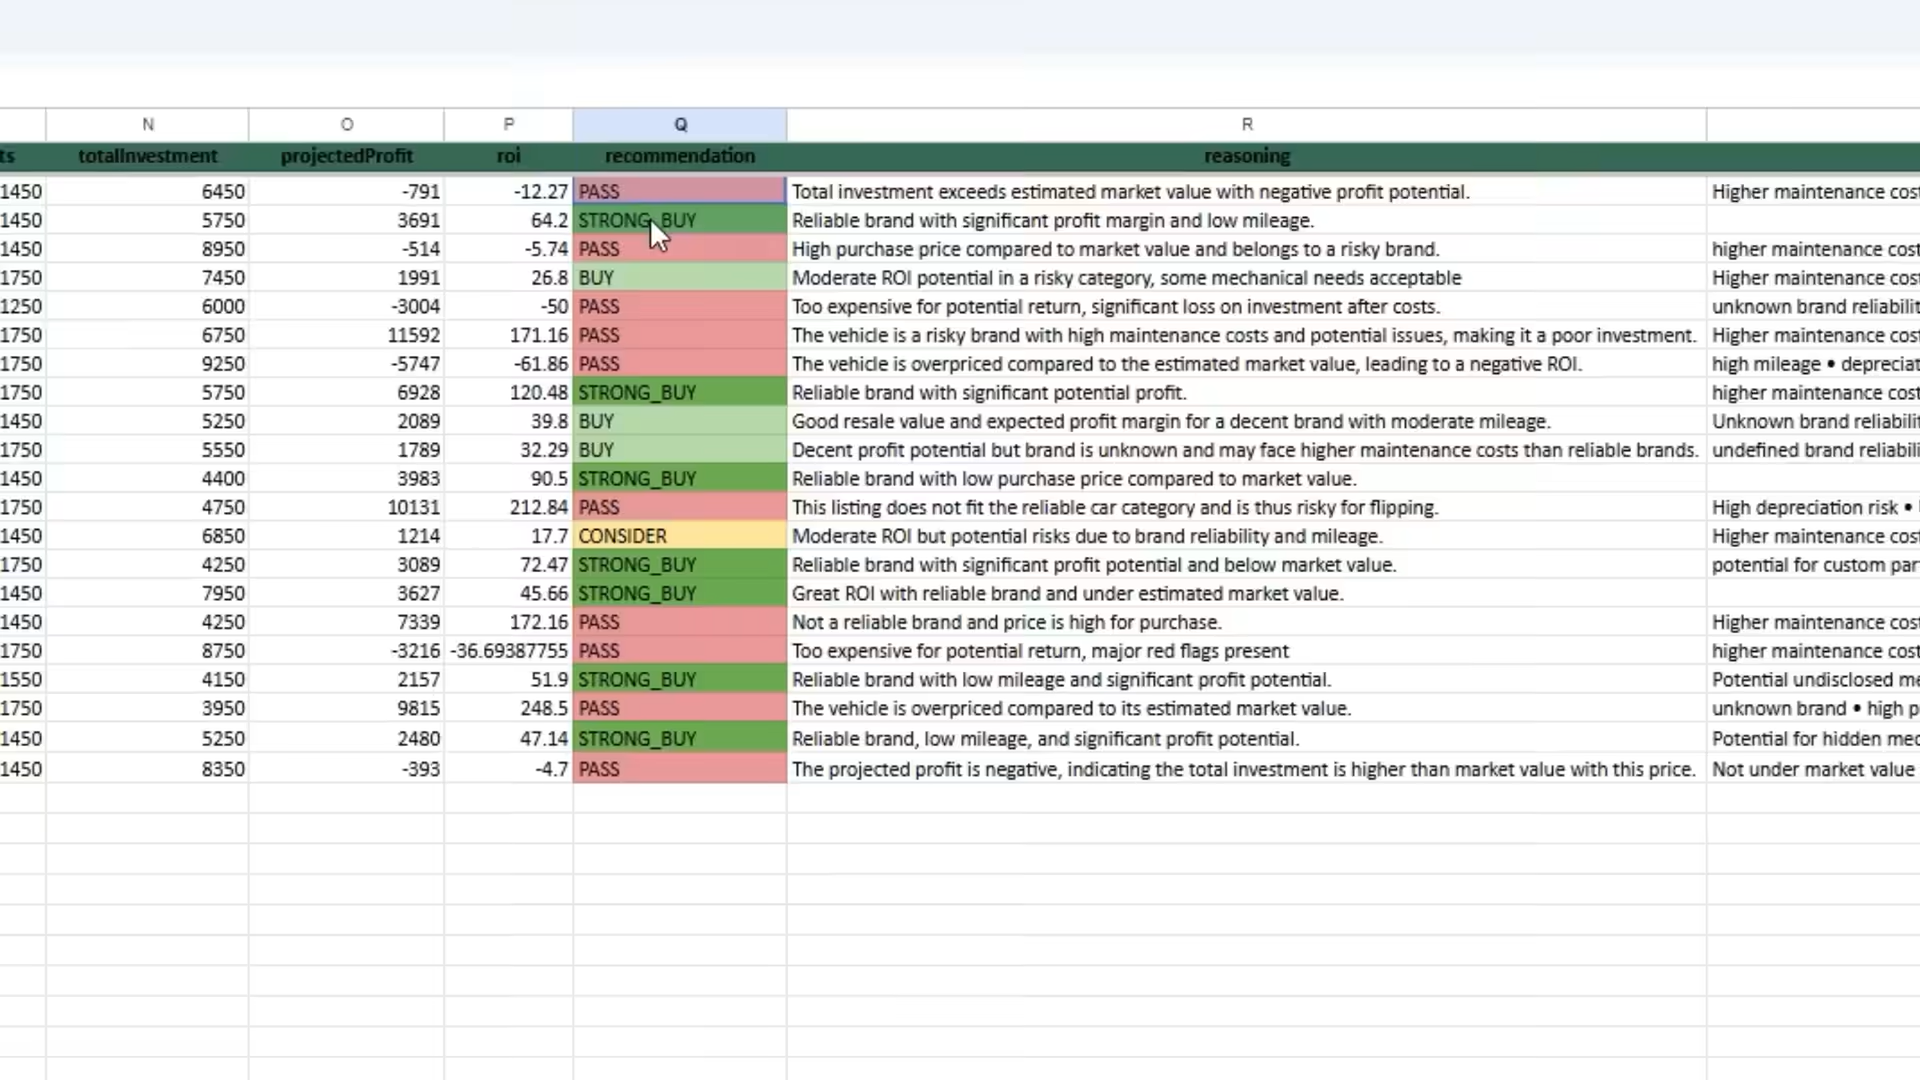 N O P Q R
ts totalInvestment projectedProfit roi recommendation reasoning
1450 6450 -791 -12.27 PASS Total investment exceeds estimated market value with negative profit potential. Higher maintenance cos
1450 5750 3691 64.2 STRONG_BUY Reliable brand with significant profit margin and low mileage.
1450 8950 -514 -5.74 PASS High purchase price compared to market value and belongs to a risky brand. higher maintenance cost
1750 7450 1991 26.8 BUY Moderate ROI potential in a risky category, some mechanical needs acceptable Higher maintenance cos
1250 6000 -3004 -50 PASS Too expensive for potential return, significant loss on investment after costs. unknown brand reliabilit
1750 6750 11592 171.16 PASS The vehicle is a risky brand with high maintenance costs and potential issues, making it a poor investment. Higher maintenance cos
1750 9250 -5747 -61.86 PASS The vehicle is overpriced compared to the estimated market value, leading to a negative ROI. high mileage • depreciat
1750 5750 6928 120.48 STRONG_BUY Reliable brand with significant potential profit. higher maintenance cost
1450 5250 2089 39.8 BUY Good resale value and expected profit margin for a decent brand with moderate mileage. Unknown brand reliabilit
1750 5550 1789 32.29 BUY Decent profit potential but brand is unknown and may face higher maintenance costs than reliable brands. undefined brand reliabili
1450 4400 3983 90.5 STRONG_BUY Reliable brand with low purchase price compared to market value.
1750 4750 10131 212.84 PASS This listing does not fit the reliable car category and is thus risky for flipping. High depreciation risk •
1450 6850 1214 17.7 CONSIDER Moderate ROI but potential risks due to brand reliability and mileage. Higher maintenance cos
1750 4250 3089 72.47 STRONG_BUY Reliable brand with significant profit potential and below market value. potential for custom par
1450 7950 3627 45.66 STRONG_BUY Great ROI with reliable brand and under estimated market value.
1450 4250 7339 172.16 PASS Not a reliable brand and price is high for purchase. Higher maintenance cos
1750 8750 -3216 -36.69387755 PASS Too expensive for potential return, major red flags present higher maintenance cost
1550 4150 2157 51.9 STRONG_BUY Reliable brand with low mileage and significant profit potential. Potential undisclosed me
1750 3950 9815 248.5 PASS The vehicle is overpriced compared to its estimated market value. unknown brand • high p
1450 5250 2480 47.14 STRONG_BUY Reliable brand, low mileage, and significant profit potential. Potential for hidden mec
1450 8350 -393 -4.7 PASS The projected profit is negative, indicating the total investment is higher than market value with this price. Not under market value